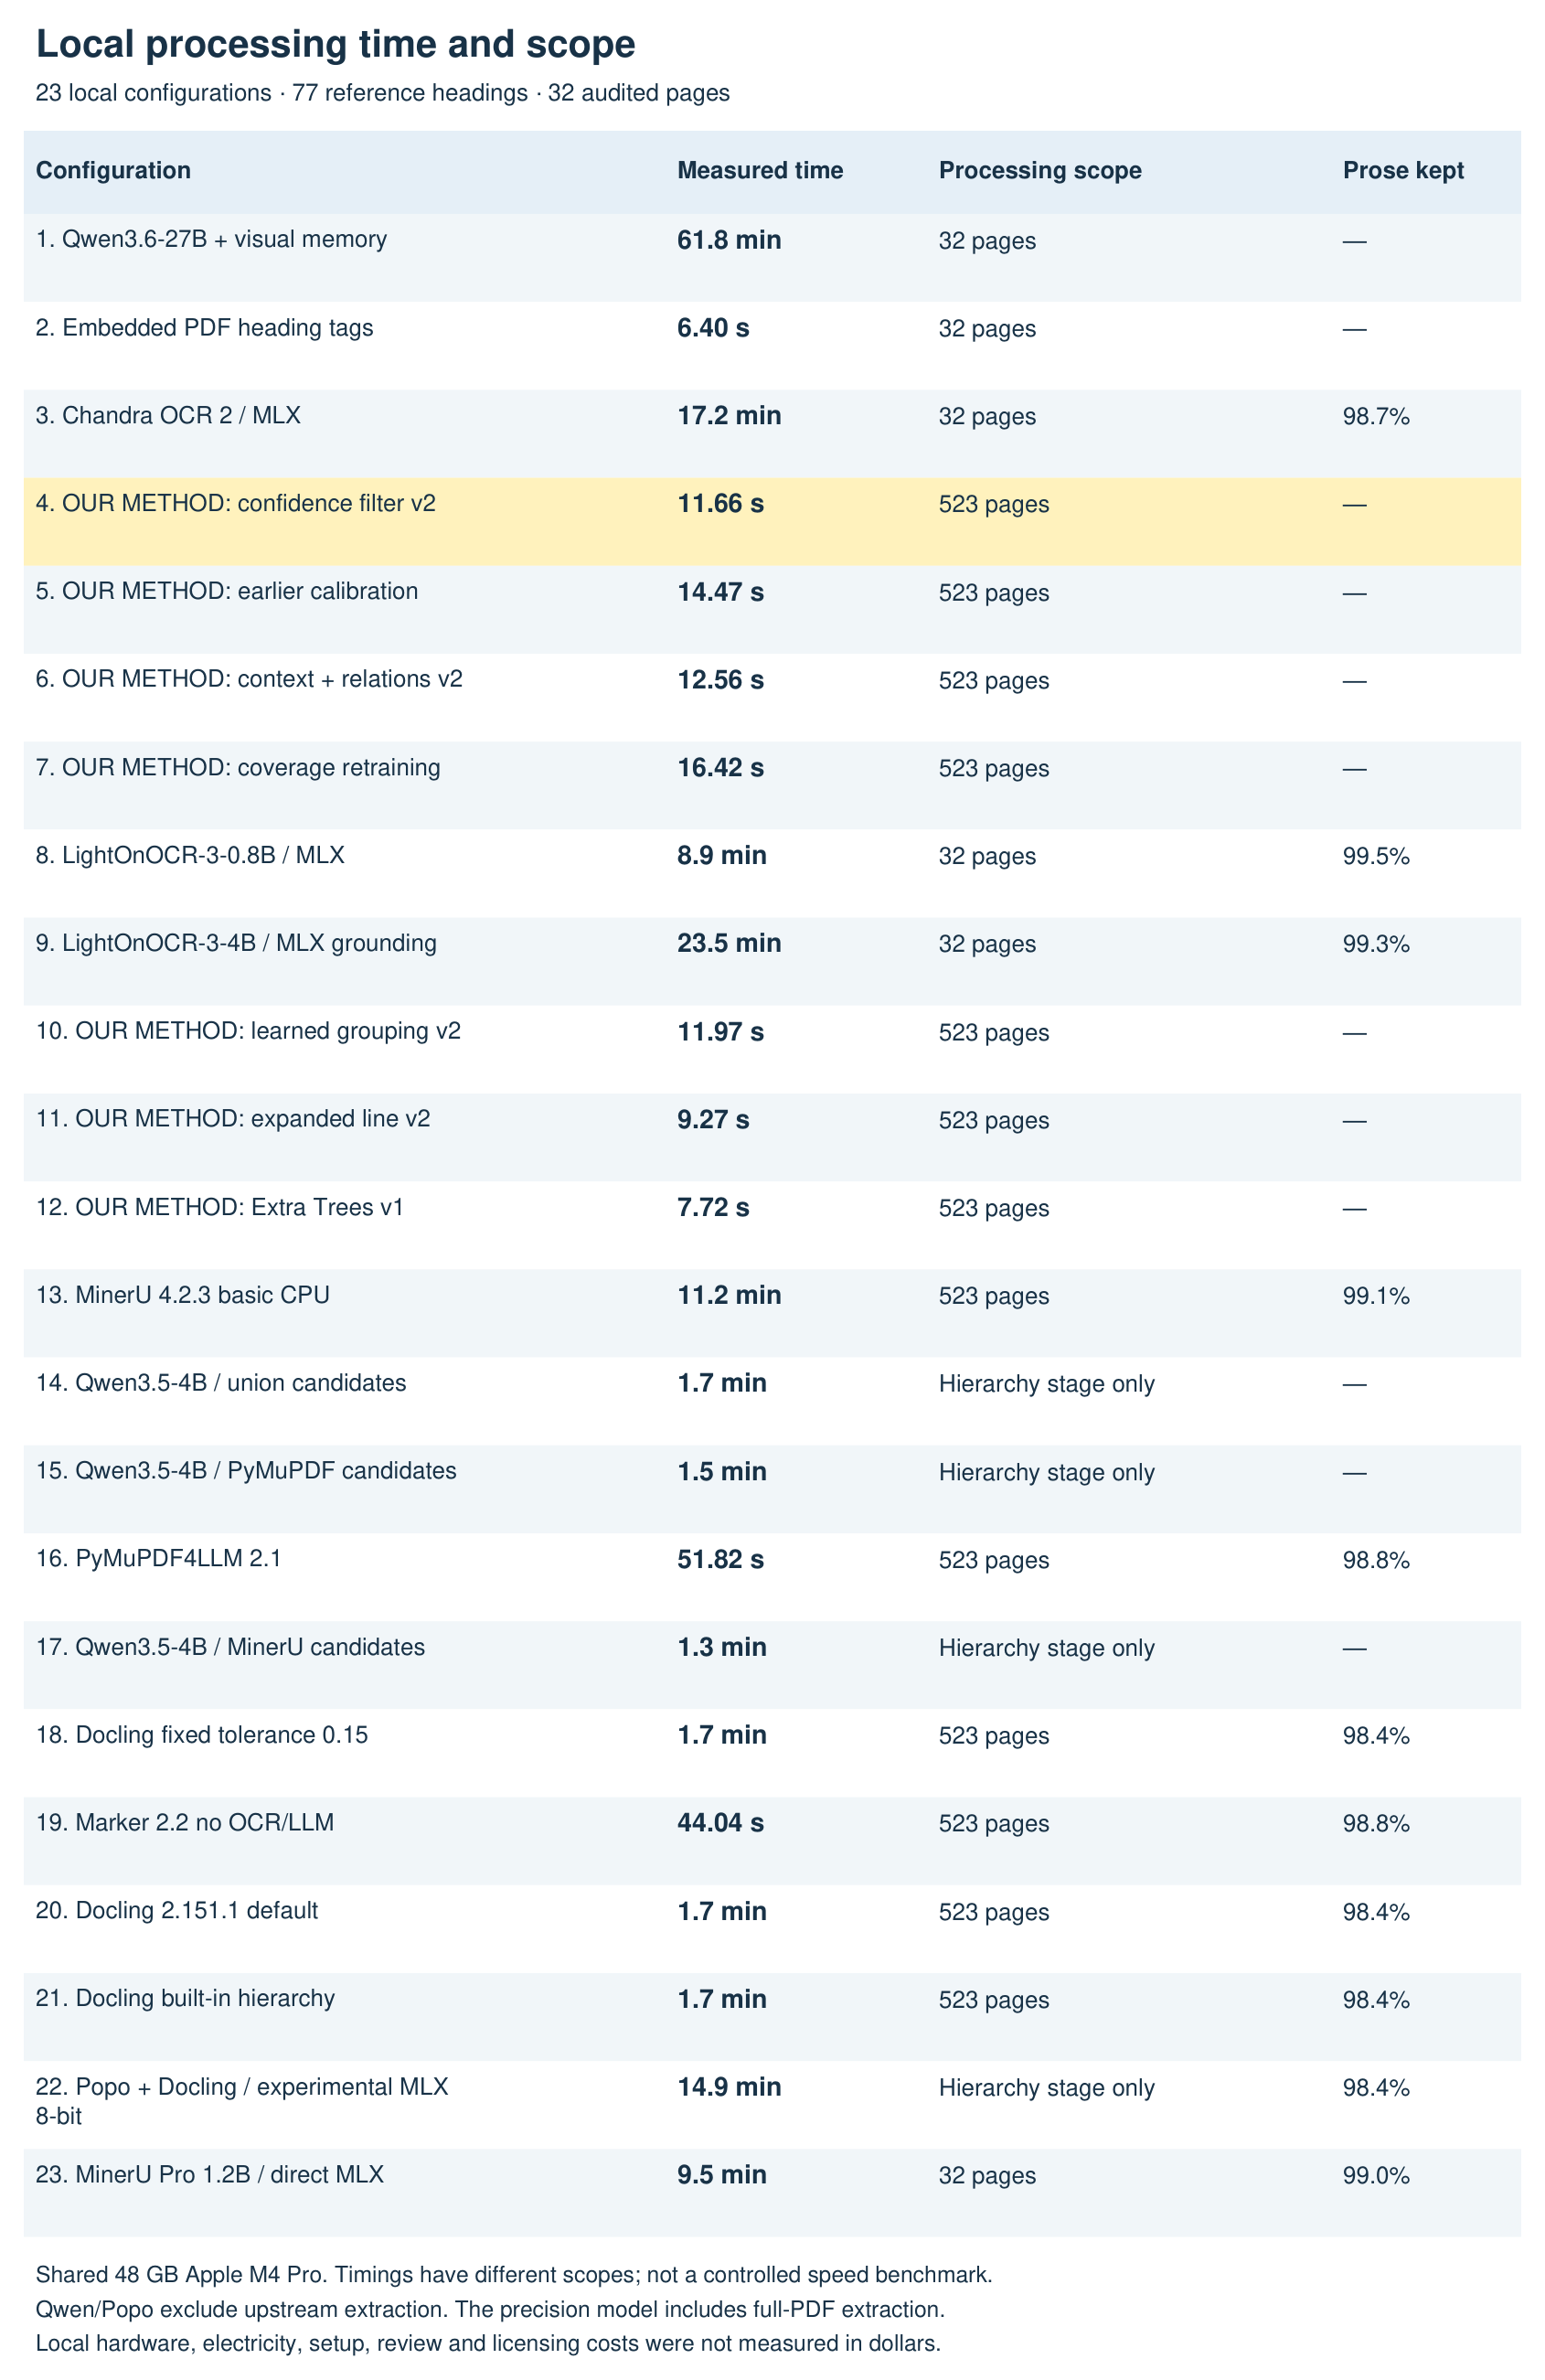 Local processing time and scope
23 local configurations · 77 reference headings · 32 audited pages
Configuration Measured time Processing scope Prose kept
1. Qwen3.6-27B + visual memory 61.8 min 32 pages —
2. Embedded PDF heading tags 6.40 s 32 pages —
3. Chandra OCR 2 / MLX 17.2 min 32 pages 98.7%
4. OUR METHOD: confidence filter v2 11.66 s 523 pages —
5. OUR METHOD: earlier calibration 14.47 s 523 pages —
6. OUR METHOD: context + relations v2 12.56 s 523 pages —
7. OUR METHOD: coverage retraining 16.42 s 523 pages —
8. LightOnOCR-3-0.8B / MLX 8.9 min 32 pages 99.5%
9. LightOnOCR-3-4B / MLX grounding 23.5 min 32 pages 99.3%
10. OUR METHOD: learned grouping v2 11.97 s 523 pages —
11. OUR METHOD: expanded line v2 9.27 s 523 pages —
12. OUR METHOD: Extra Trees v1 7.72 s 523 pages —
13. MinerU 4.2.3 basic CPU 11.2 min 523 pages 99.1%
14. Qwen3.5-4B / union candidates 1.7 min Hierarchy stage only —
15. Qwen3.5-4B / PyMuPDF candidates 1.5 min Hierarchy stage only —
16. PyMuPDF4LLM 2.1 51.82 s 523 pages 98.8%
17. Qwen3.5-4B / MinerU candidates 1.3 min Hierarchy stage only —
18. Docling fixed tolerance 0.15 1.7 min 523 pages 98.4%
19. Marker 2.2 no OCR/LLM 44.04 s 523 pages 98.8%
20. Docling 2.151.1 default 1.7 min 523 pages 98.4%
21. Docling built-in hierarchy 1.7 min 523 pages 98.4%
22. Popo + Docling / experimental MLX 14.9 min Hierarchy stage only 98.4%
8-bit
23. MinerU Pro 1.2B / direct MLX 9.5 min 32 pages 99.0%
Shared 48 GB Apple M4 Pro. Timings have different scopes; not a controlled speed benchmark.
Qwen/Popo exclude upstream extraction. The precision model includes full-PDF extraction.
Local hardware, electricity, setup, review and licensing costs were not measured in dollars.